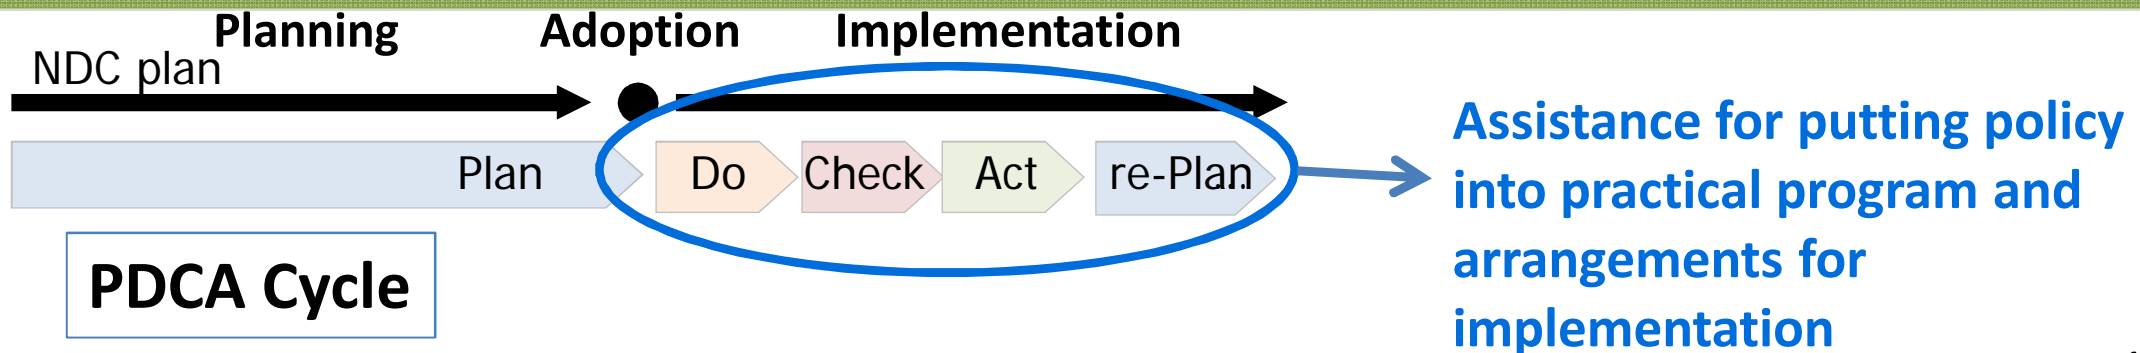 Planning Adoption Implementation
NDC plan
Plan Do Check Act re-Plan..
PDCA Cycle
Assistance for putting policy
into practical program and
arrangements for
implementation